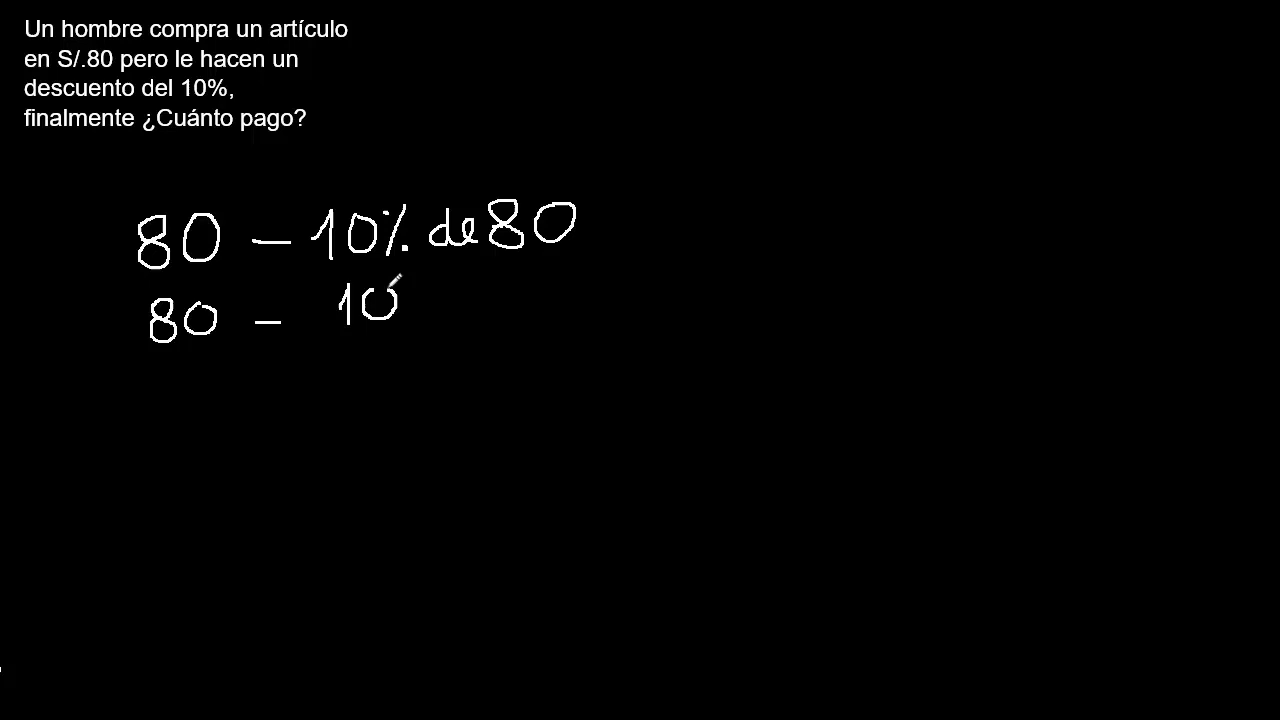 Un hombre compra un artículo
en S/.80 pero le hacen un
descuento del 10%,
finalmente ¿Cuánto pago?
80 – 10% de 80
80 – 10